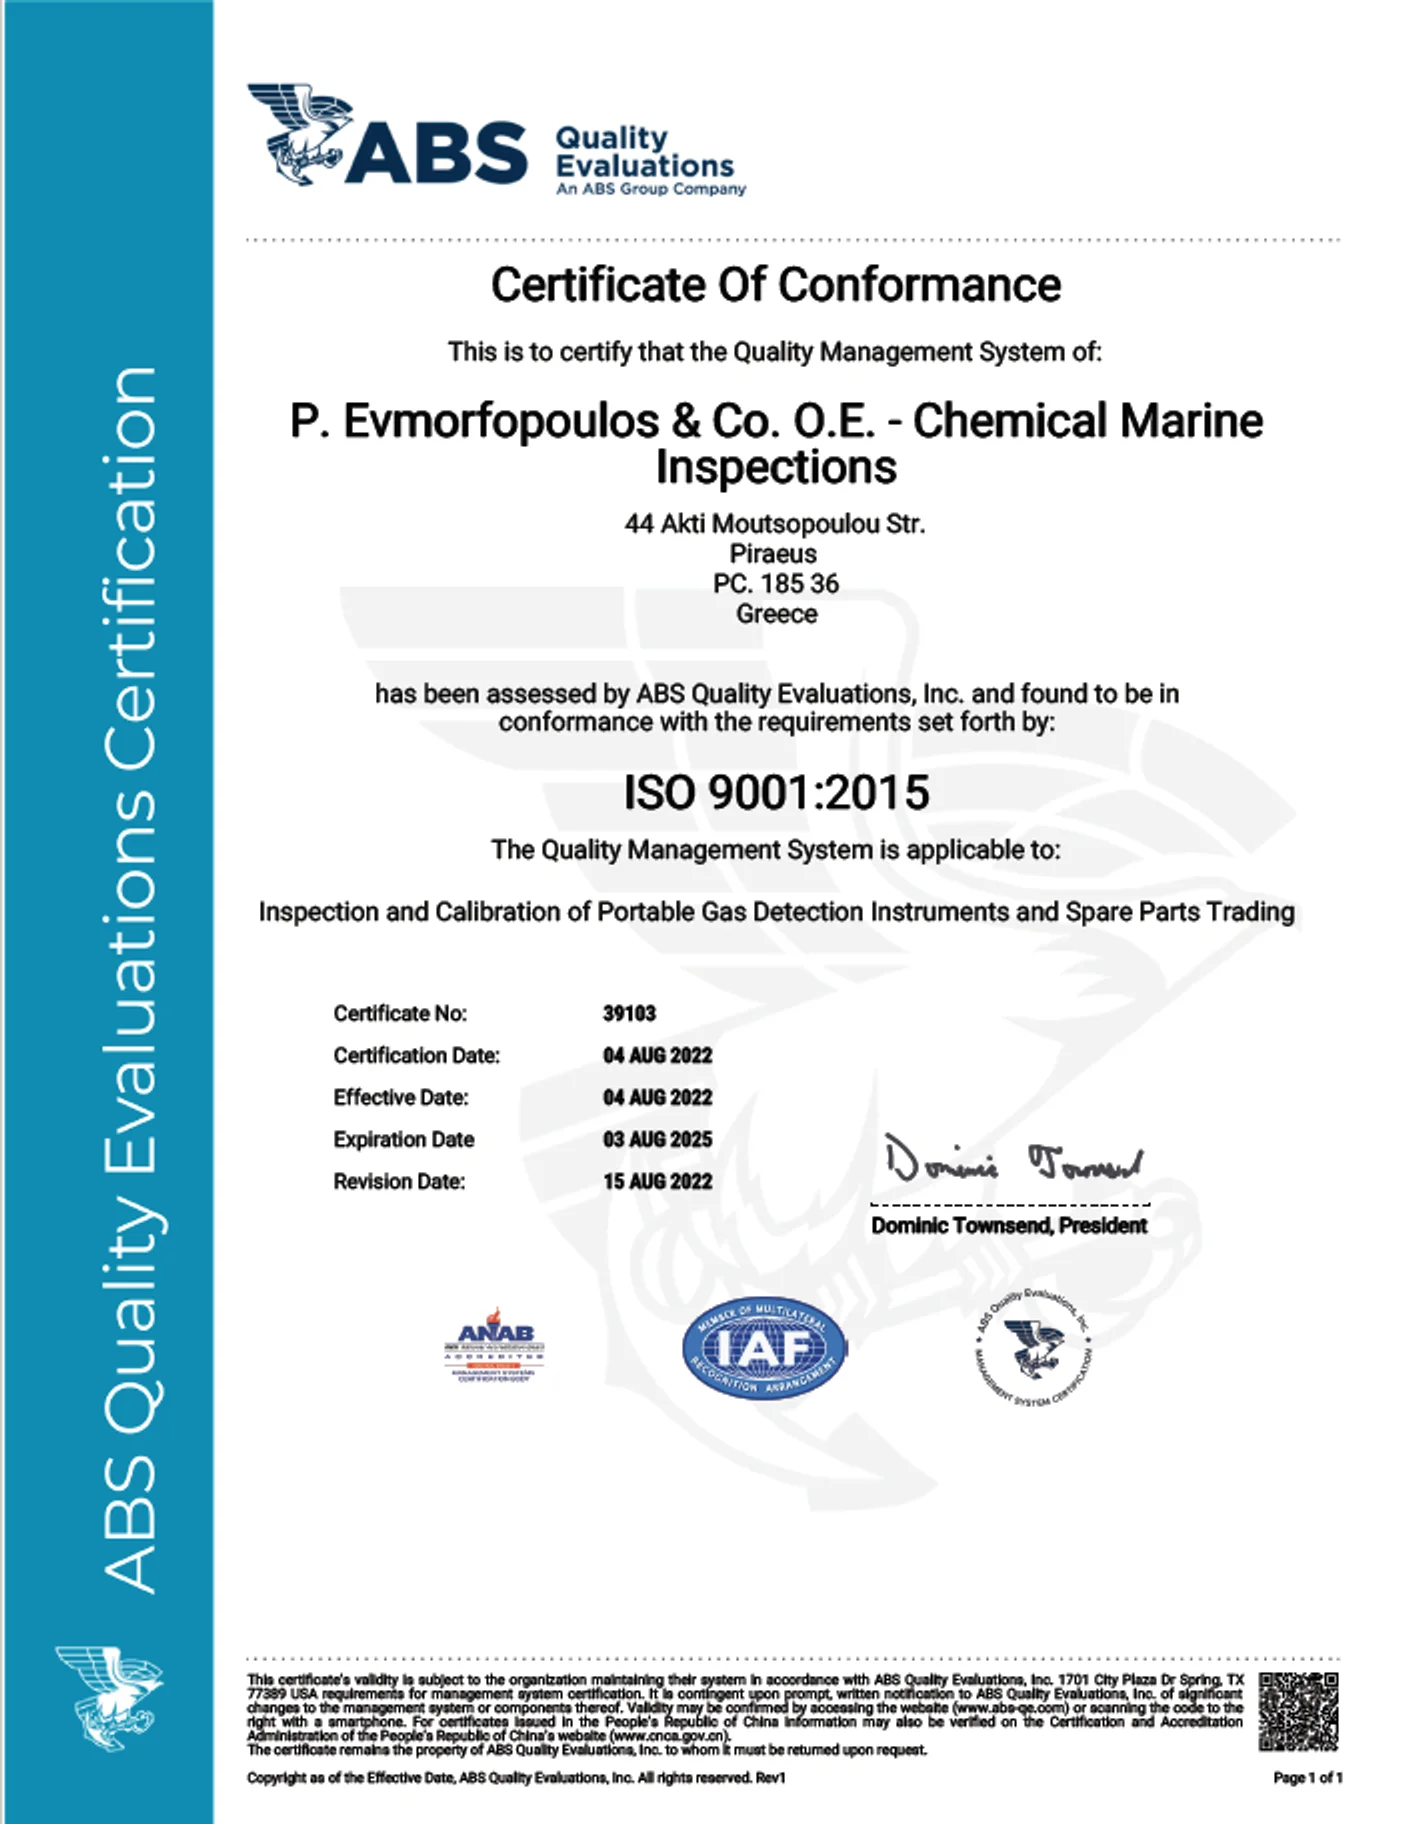 ABS Quality Evaluations Certification
ABS
Quality
Evaluations
An ABS Group Company
Certificate Of Conformance
This is to certify that the Quality Management System of:
P. Evmorfopoulos & Co. O.E. - Chemical Marine
Inspections
44 Akti Moutsopoulou Str.
Piraeus
PC. 185 36
Greece
has been assessed by ABS Quality Evaluations, Inc. and found to be in
conformance with the requirements set forth by:
ISO 9001:2015
The Quality Management System is applicable to:
Inspection and Calibration of Portable Gas Detection Instruments and Spare Parts Trading
Certificate No: 39103
Certification Date: 04 AUG 2022
Effective Date: 04 AUG 2022
Expiration Date 03 AUG 2025
Revision Date: 15 AUG 2022
Dominic Townsend
Dominic Townsend, President
ANAB
ACCREDITED
MANAGEMENT SYSTEMS
CERTIFICATION BODY
MEMBER OF MULTILATERAL
IAF
RECOGNITION ARRANGEMENT
ABS Quality Evaluations, Inc.
MANAGEMENT SYSTEM CERTIFICATION
This certificate's validity is subject to the organization maintaining their system in accordance with ABS Quality Evaluations, Inc. 1701 City Plaza Dr Spring, TX
77389 USA requirements for management system certification. It is contingent upon prompt, written notification to ABS Quality Evaluations, Inc. of significant
changes to the management system or components thereof. Validity may be confirmed by accessing the website (www.abs-qe.com) or scanning the code to the
right with a smartphone. For certificates issued in the People's Republic of China information may also be verified on the Certification and Accreditation
Administration of the People's Republic of China's website (www.cnca.gov.cn).
The certificate remains the property of ABS Quality Evaluations, Inc. to whom it must be returned upon request.
Copyright as of the Effective Date, ABS Quality Evaluations, Inc. All rights reserved. Rev1
Page 1 of 1